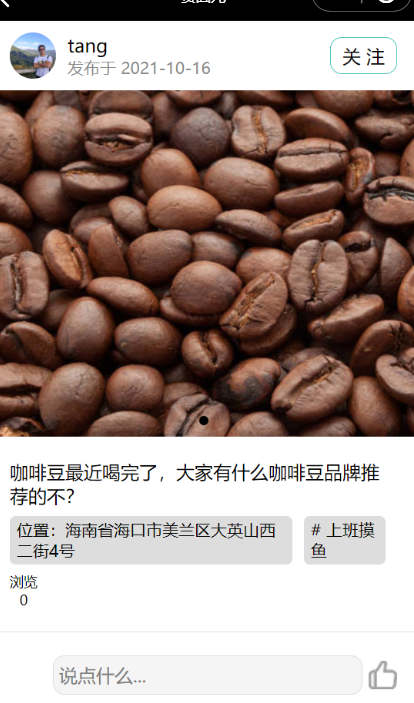 tang
发布于 2021-10-16
关 注
咖啡豆最近喝完了，大家有什么咖啡豆品牌推
荐的不？
位置：海南省海口市美兰区大英山西
二街4号
# 上班摸
鱼
浏览
0
说点什么...